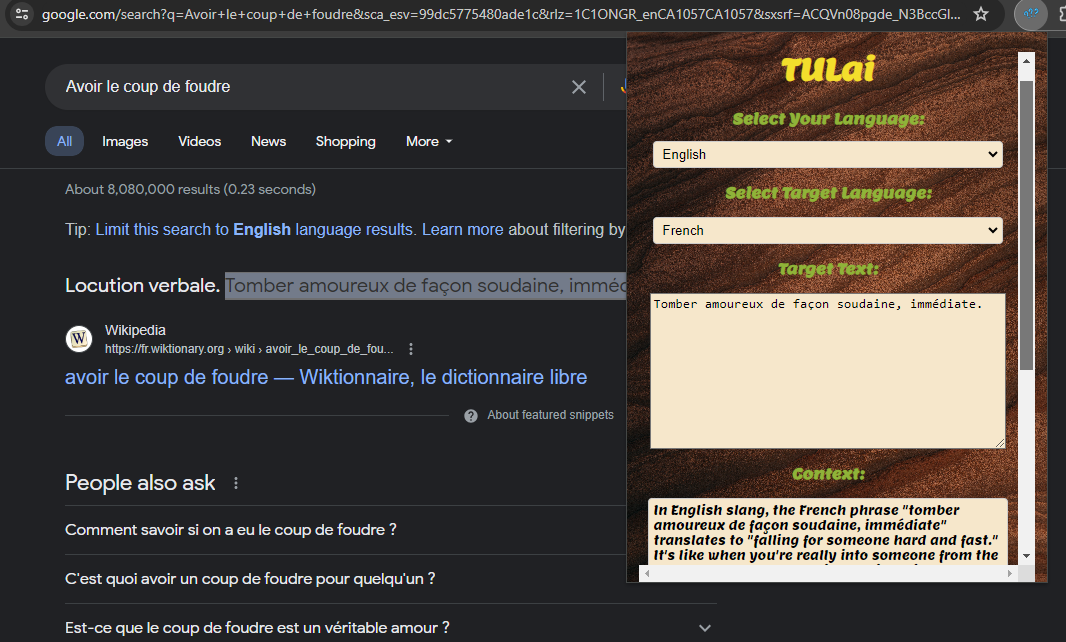 google.com/search?q=Avoir+le+coup+de+foudre&sca_esv=99dc5775480ade1c&rlz=1C1ONGR_enCA1057CA1057&sxsrf=ACQVn08pgde_N3BccGl...
Avoir le coup de foudre
All Images Videos News Shopping More
About 8,080,000 results (0.23 seconds)
Tip: Limit this search to English language results. Learn more about filtering by
Locution verbale. Tomber amoureux de façon soudaine, imméd
W
Wikipedia
https://fr.wiktionary.org › wiki › avoir_le_coup_de_fou...
avoir le coup de foudre — Wiktionnaire, le dictionnaire libre
About featured snippets
People also ask
Comment savoir si on a eu le coup de foudre ?
C'est quoi avoir un coup de foudre pour quelqu'un ?
Est-ce que le coup de foudre est un véritable amour ?
TULai
Select Your Language:
English
Select Target Language:
French
Target Text:
Tomber amoureux de façon soudaine, immédiate.
Context:
In English slang, the French phrase "tomber
amoureux de façon soudaine, immédiate"
translates to "falling for someone hard and fast."
It's like when you're really into someone from the